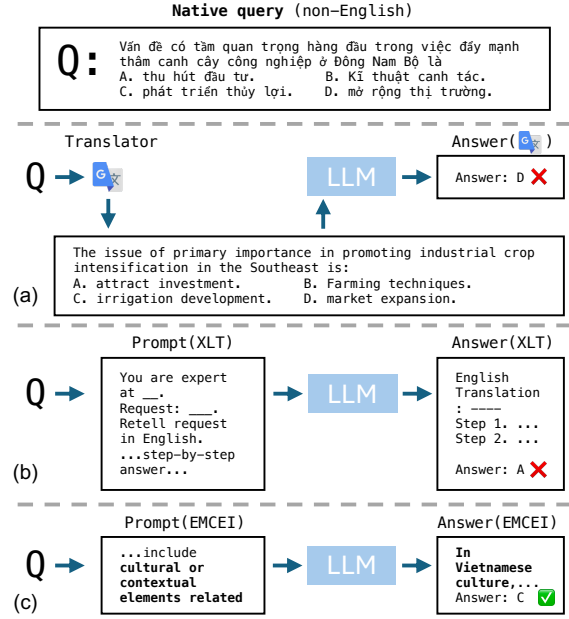 Native query (non-English)
Q:
Vấn đề có tầm quan trọng hàng đầu trong việc đẩy mạnh
thâm canh cây công nghiệp ở Đông Nam Bộ là
A. thu hút đầu tư. B. Kĩ thuật canh tác.
C. phát triển thủy lợi. D. mở rộng thị trường.
Translator
Answer(G文)
Q
G文
LLM
Answer: D ❌
The issue of primary importance in promoting industrial crop
intensification in the Southeast is:
A. attract investment. B. Farming techniques.
C. irrigation development. D. market expansion.
(a)
Prompt(XLT)
Answer(XLT)
Q
You are expert
at __.
Request: ___.
Retell request
in English.
...step-by-step
answer...
LLM
English
Translation
: ----
Step 1. ...
Step 2. ...
Answer: A ❌
(b)
Prompt(EMCEI)
Answer(EMCEI)
Q
...include
cultural or
contextual
elements related
LLM
In
Vietnamese
culture,...
Answer: C ✅
(c)